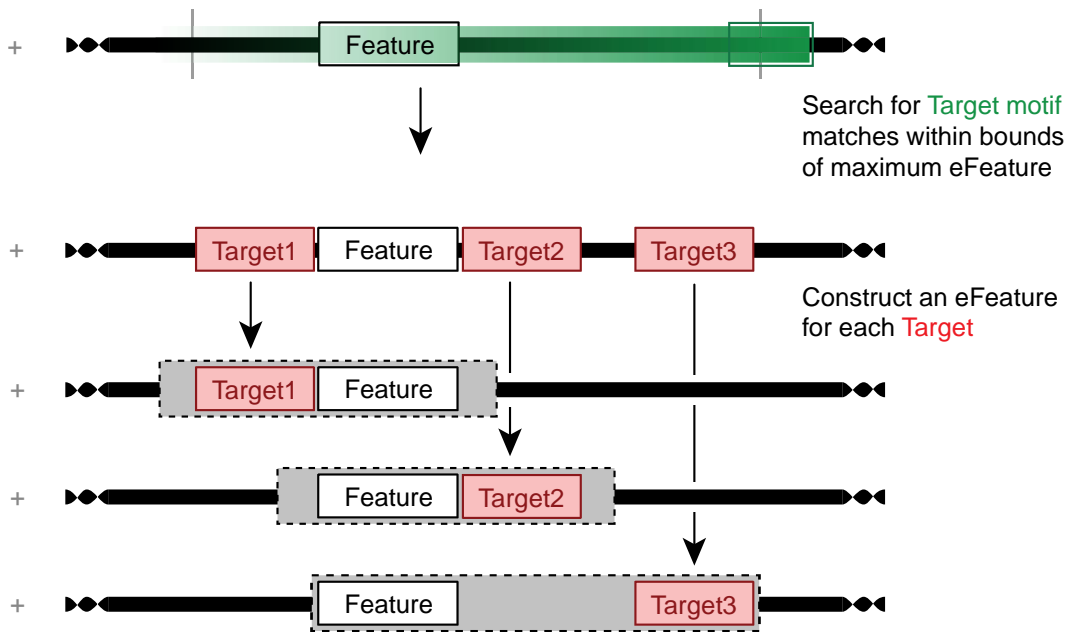 +
Feature
Search for Target motif
matches within bounds
of maximum eFeature
+
Target1 Feature Target2 Target3
Construct an eFeature
for each Target
+
Target1 Feature
+
Feature Target2
+
Feature Target3